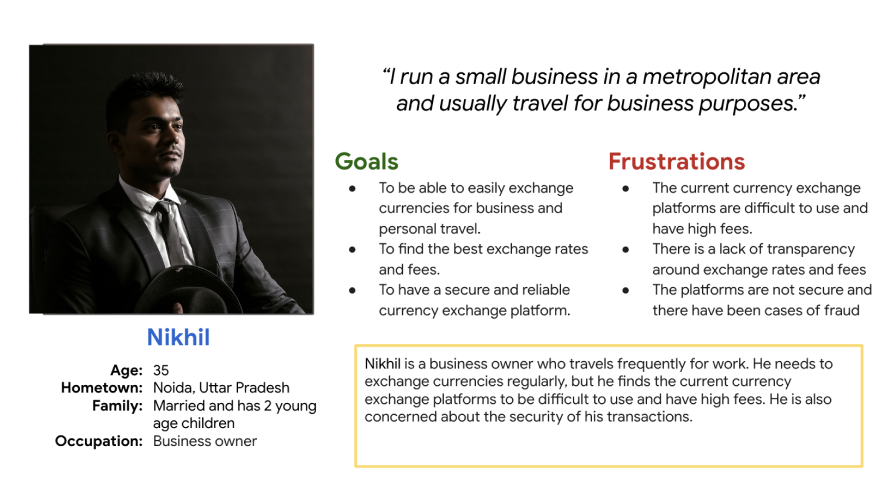 “I run a small business in a metropolitan area
and usually travel for business purposes.”
Goals
● To be able to easily exchange
currencies for business and
personal travel.
● To find the best exchange rates
and fees.
● To have a secure and reliable
currency exchange platform.
Frustrations
● The current currency exchange
platforms are difficult to use and
have high fees.
● There is a lack of transparency
around exchange rates and fees
● The platforms are not secure and
there have been cases of fraud
Nikhil
Age: 35
Hometown: Noida, Uttar Pradesh
Family: Married and has 2 young
age children
Occupation: Business owner
Nikhil is a business owner who travels frequently for work. He needs to
exchange currencies regularly, but he finds the current currency
exchange platforms to be difficult to use and have high fees. He is also
concerned about the security of his transactions.